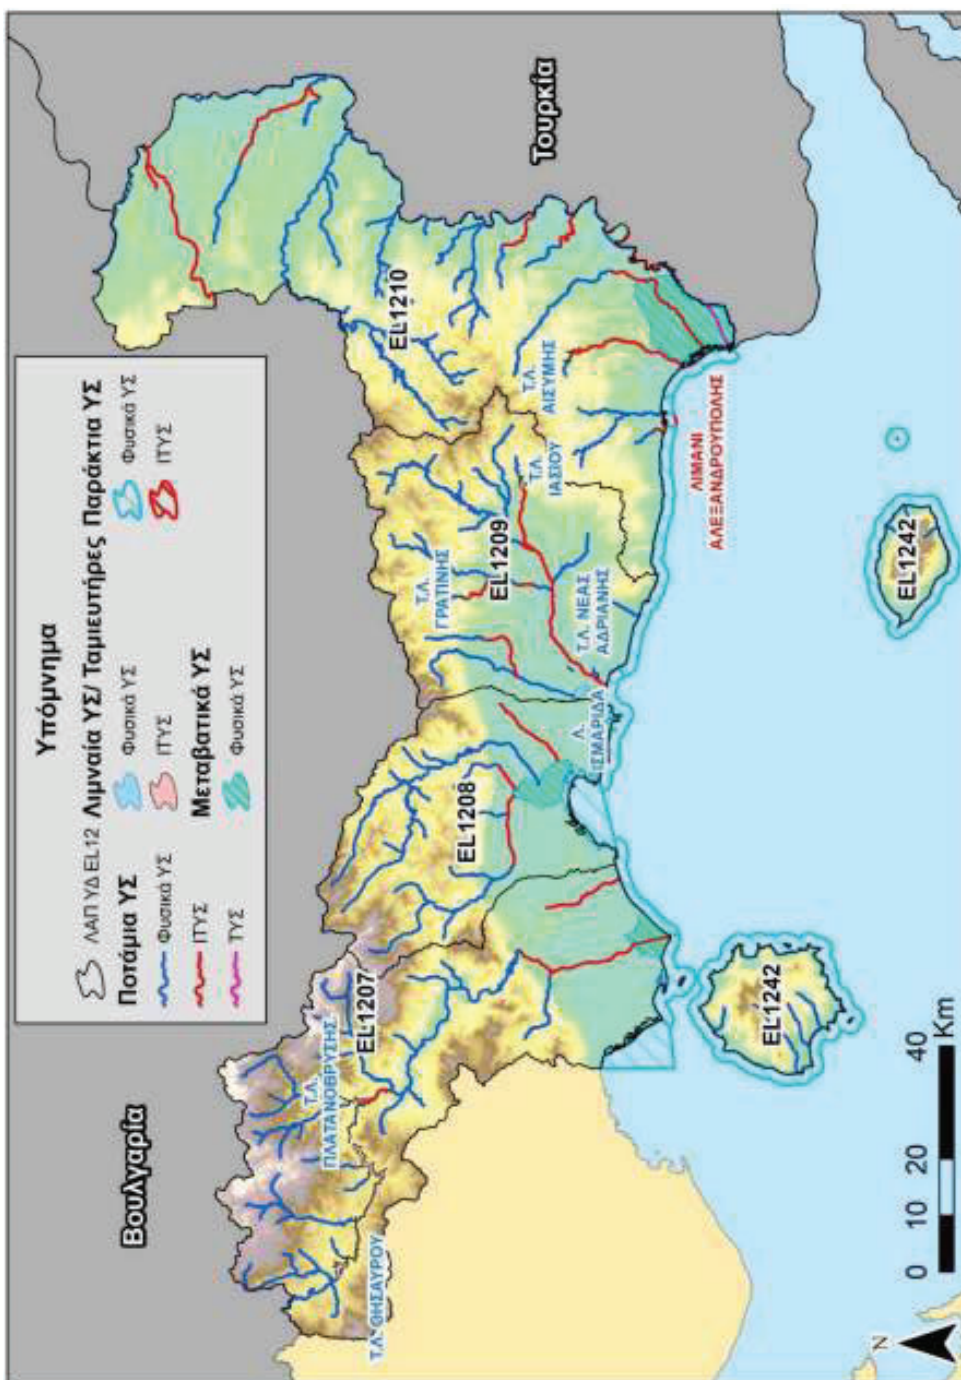 Υπόμνημα
ΛΑΠ ΥΔ EL12
Ποτάμια ΥΣ
Φυσικά ΥΣ
ΙΤΥΣ
ΤΥΣ
Λιμναία ΥΣ/ Ταμιευτήρες
Φυσικά ΥΣ
ΙΤΥΣ
Μεταβατικά ΥΣ
Φυσικά ΥΣ
Παράκτια ΥΣ
Φυσικά ΥΣ
ΙΤΥΣ
Βουλγαρία
Τουρκία
EL1207
EL1208
EL1209
EL1210
EL1242
EL1242
Τ.Λ. ΘΗΣΑΥΡΟΥ
Τ.Λ.
ΠΛΑΤΑΝΟΒΡΥΣΗΣ
Τ.Λ.
ΓΡΑΤΙΝΗΣ
Τ.Λ.
ΙΑΣΙΟΥ
Τ.Λ.
ΑΙΣΥΜΗΣ
Τ.Λ. ΝΕΑΣ
ΑΔΡΙΑΝΗΣ
Λ.
ΙΣΜΑΡΙΔΑ
ΛΙΜΑΝΙ
ΑΛΕΞΑΝΔΡΟΥΠΟΛΗΣ
N
0 10 20 40
Km